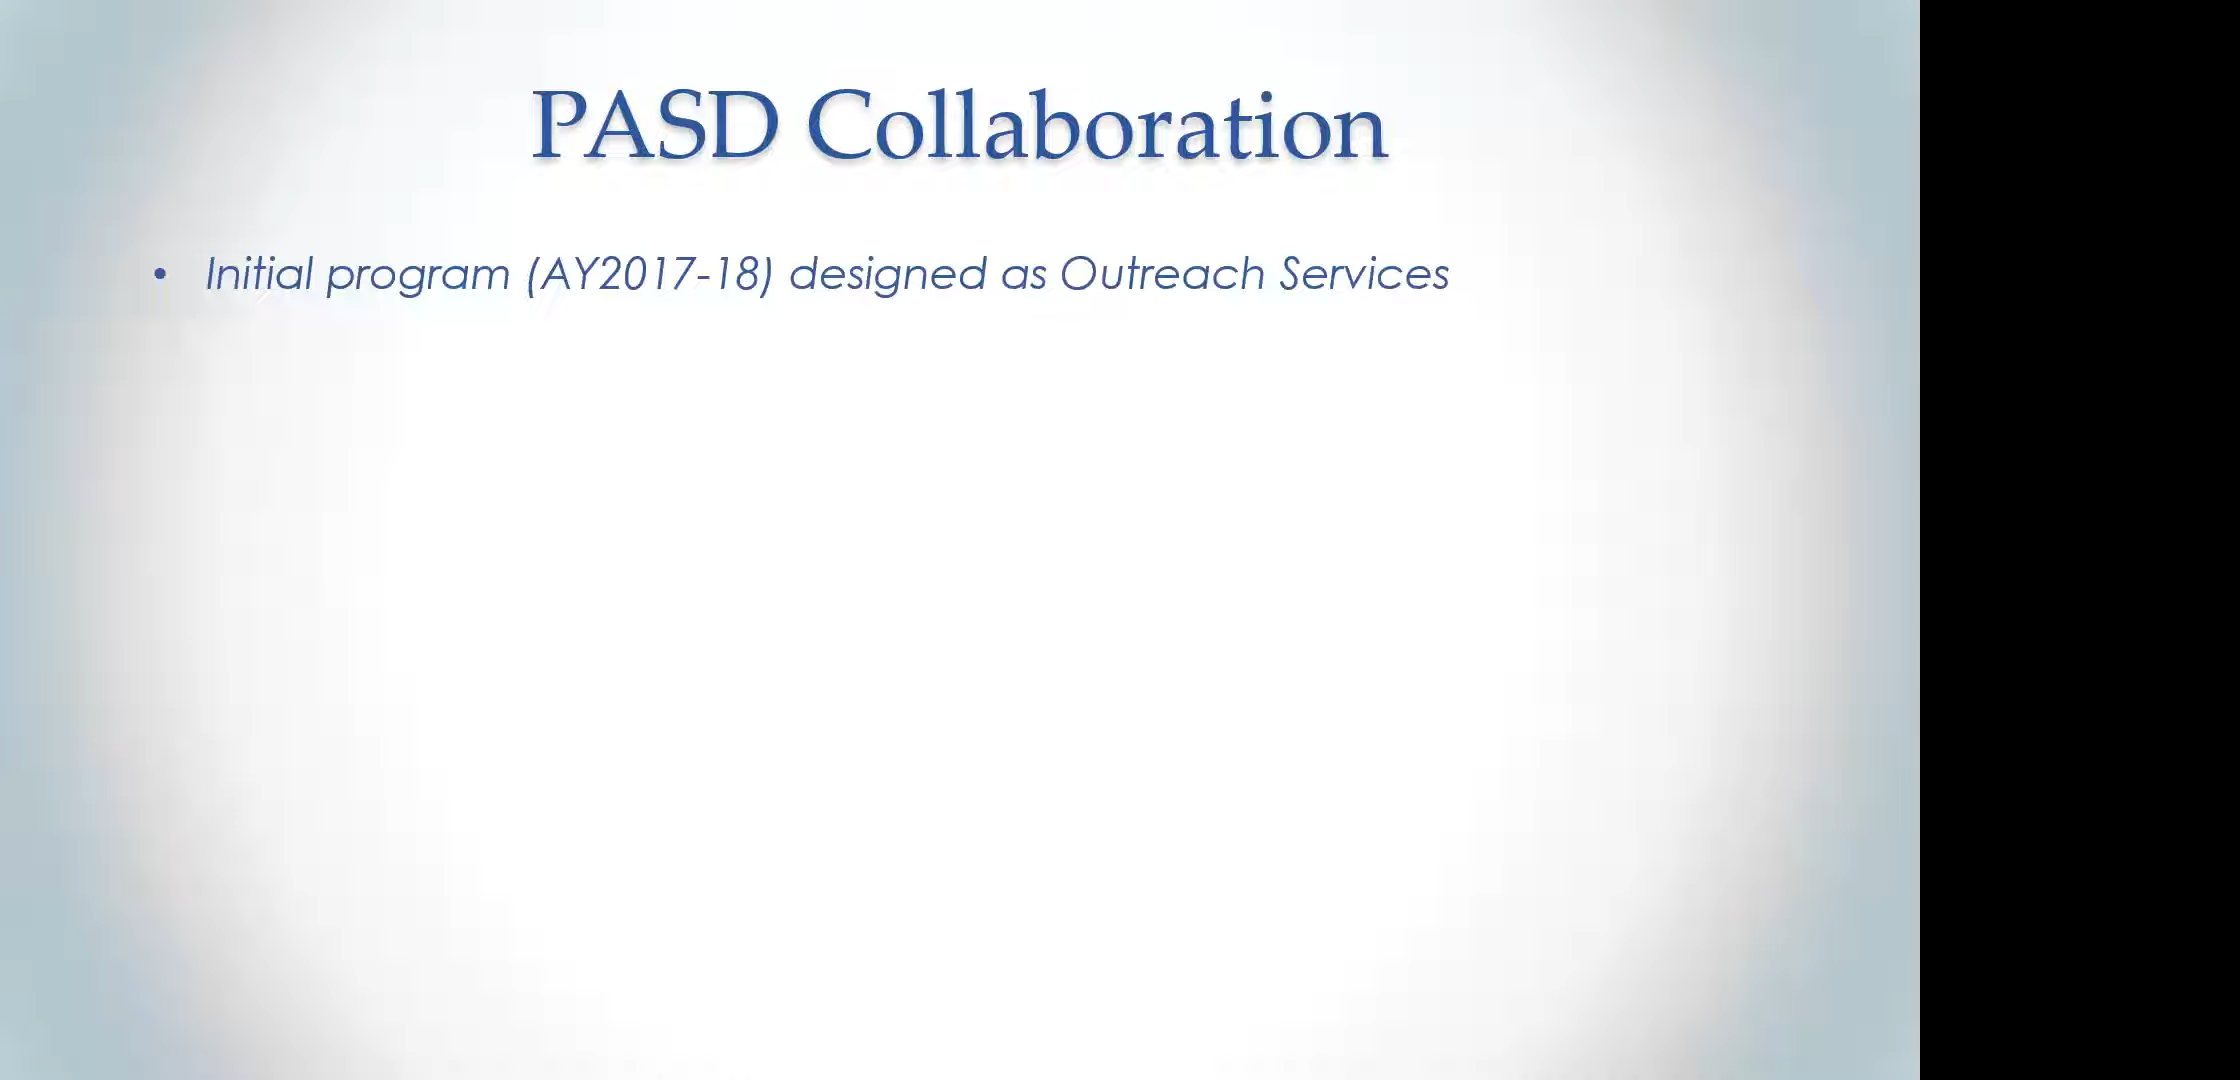 PASD Collaboration
• Initial program (AY2017-18) designed as Outreach Services